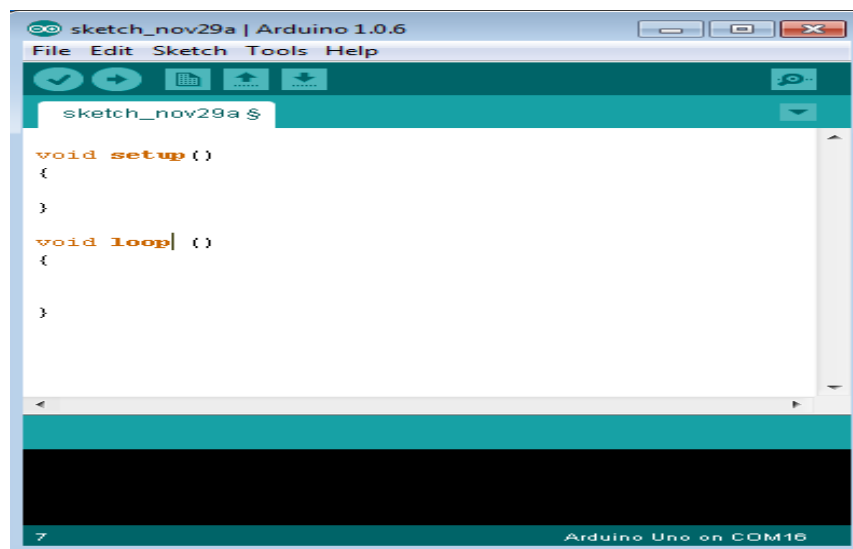 sketch_nov29a | Arduino 1.0.6
File Edit Sketch Tools Help
sketch_nov29a §
void setup()
{
}
void loop ()
{
}
7 Arduino Uno on COM16